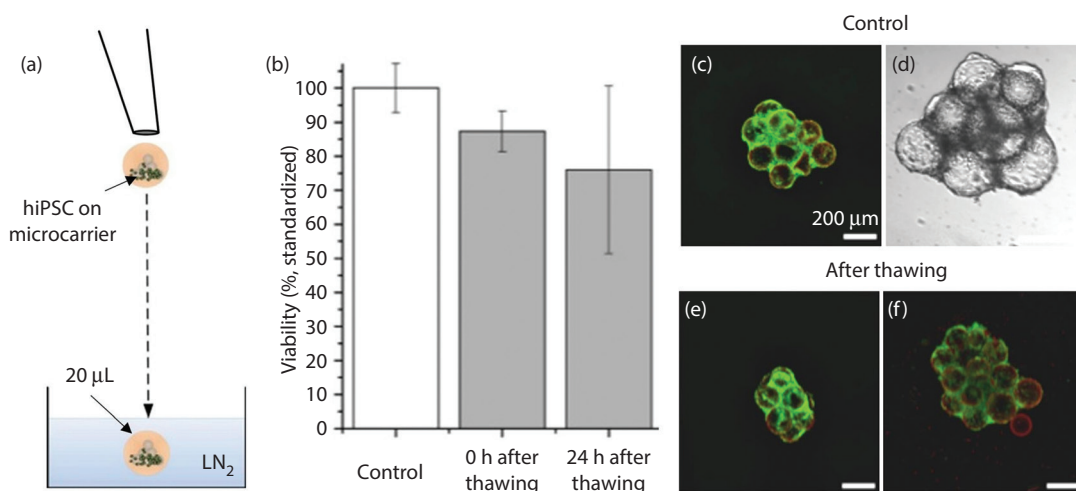 (a)
hiPSC on
microcarrier
20 μL
LN2
(b)
Viability (%, standardized)
100
90
80
70
60
50
40
30
20
10
0
Control
0 h after
thawing
24 h after
thawing
Control
(c)
200 μm
(d)
After thawing
(e)
(f)